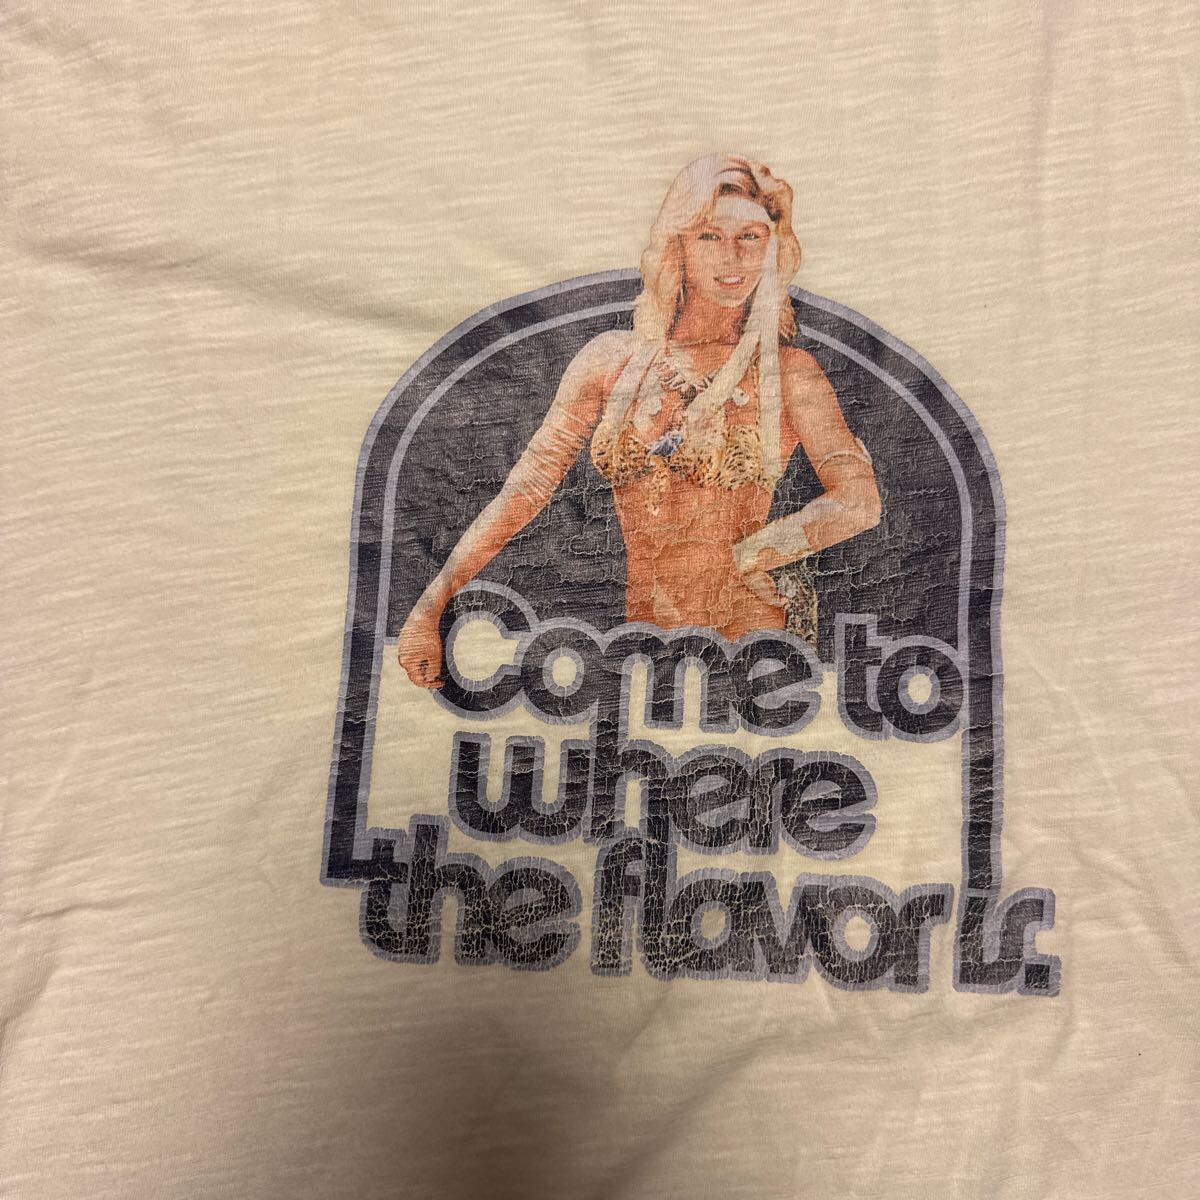 Come to
where
the flavor is.